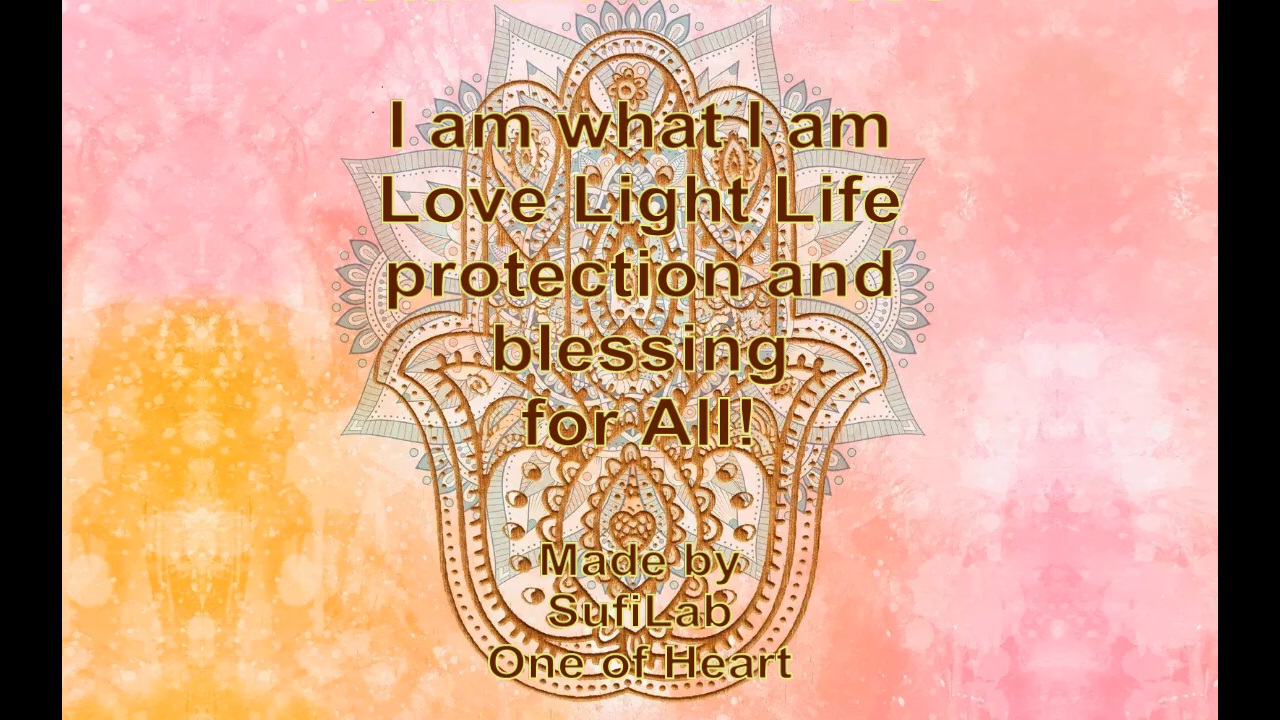 I am what I am
Love Light Life
protection and
blessing
for All!
Made by
SufiLab
One of Heart